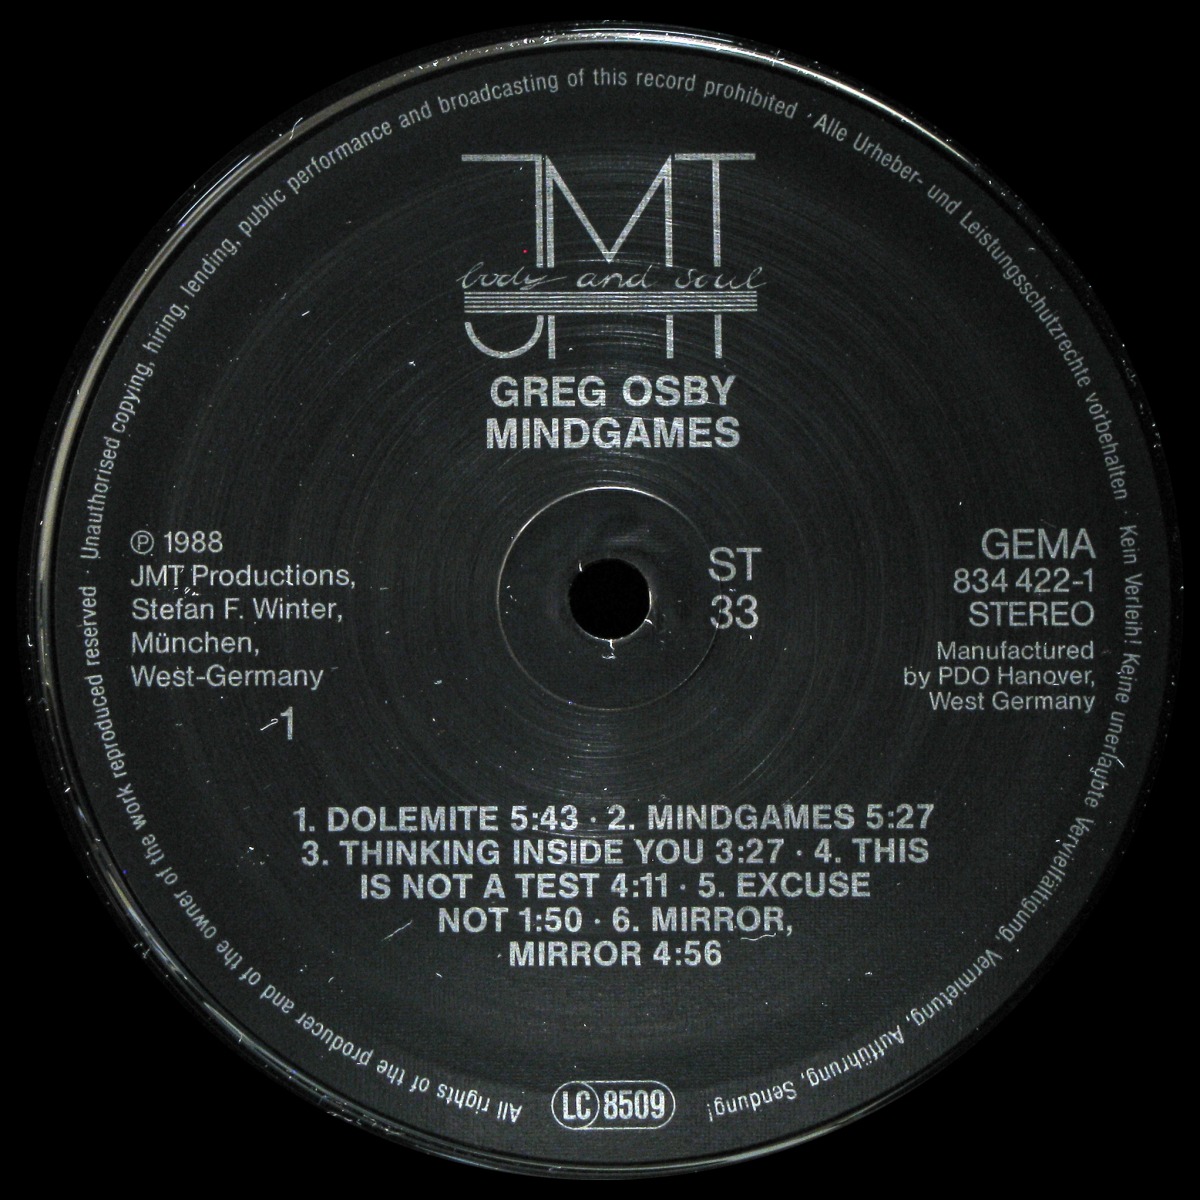 All rights of the producer and of the owner of the work reproduced reserved · Unauthorised copying, hiring, lending, public performance and broadcasting of this record prohibited · Alle Urheber- und Leistungsschutzrechte vorbehalten · Kein Verleih! Keine unerlaubte Vervielfältigung, Vermietung, Aufführung, Sendung!
JMT
body and soul
GREG OSBY
MINDGAMES
℗ 1988
JMT Productions,
Stefan F. Winter,
München,
West-Germany
1
ST
33
GEMA
834 422-1
STEREO
Manufactured
by PDO Hanover,
West Germany
1. DOLEMITE 5:43 · 2. MINDGAMES 5:27
3. THINKING INSIDE YOU 3:27 · 4. THIS
IS NOT A TEST 4:11 · 5. EXCUSE
NOT 1:50 · 6. MIRROR,
MIRROR 4:56
LC 8509